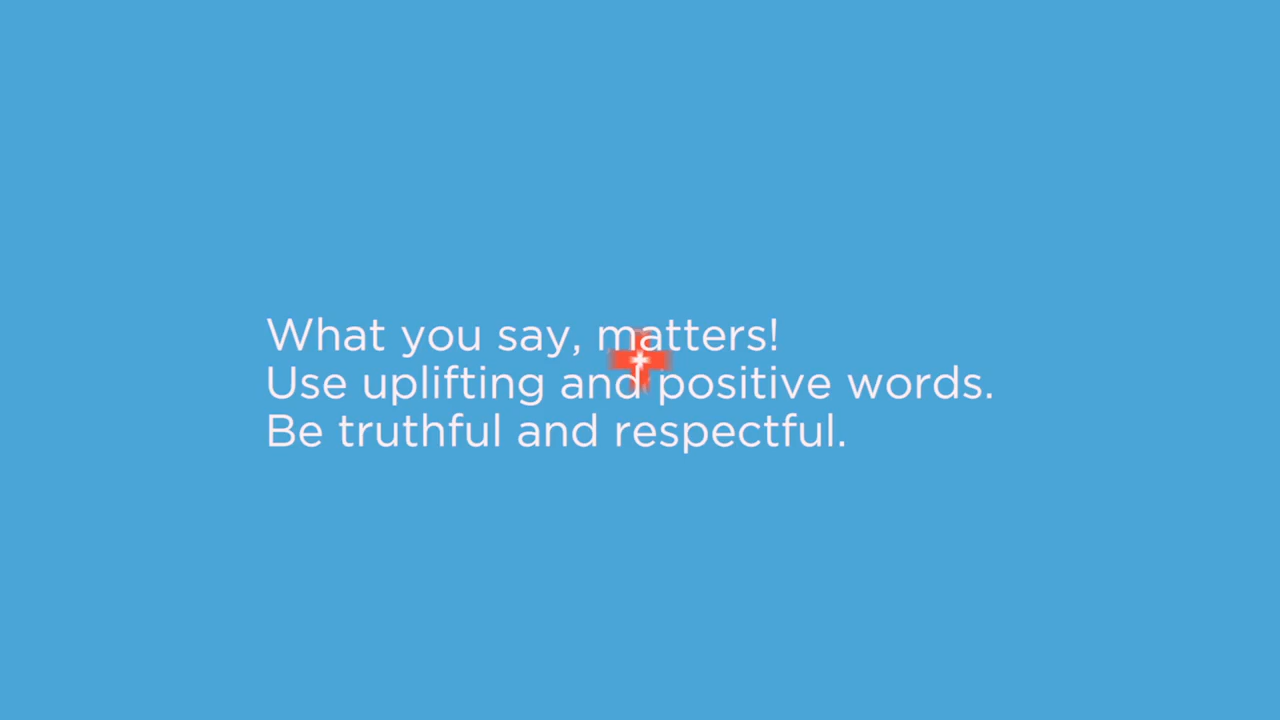 What you say, matters!
Use uplifting and positive words.
Be truthful and respectful.